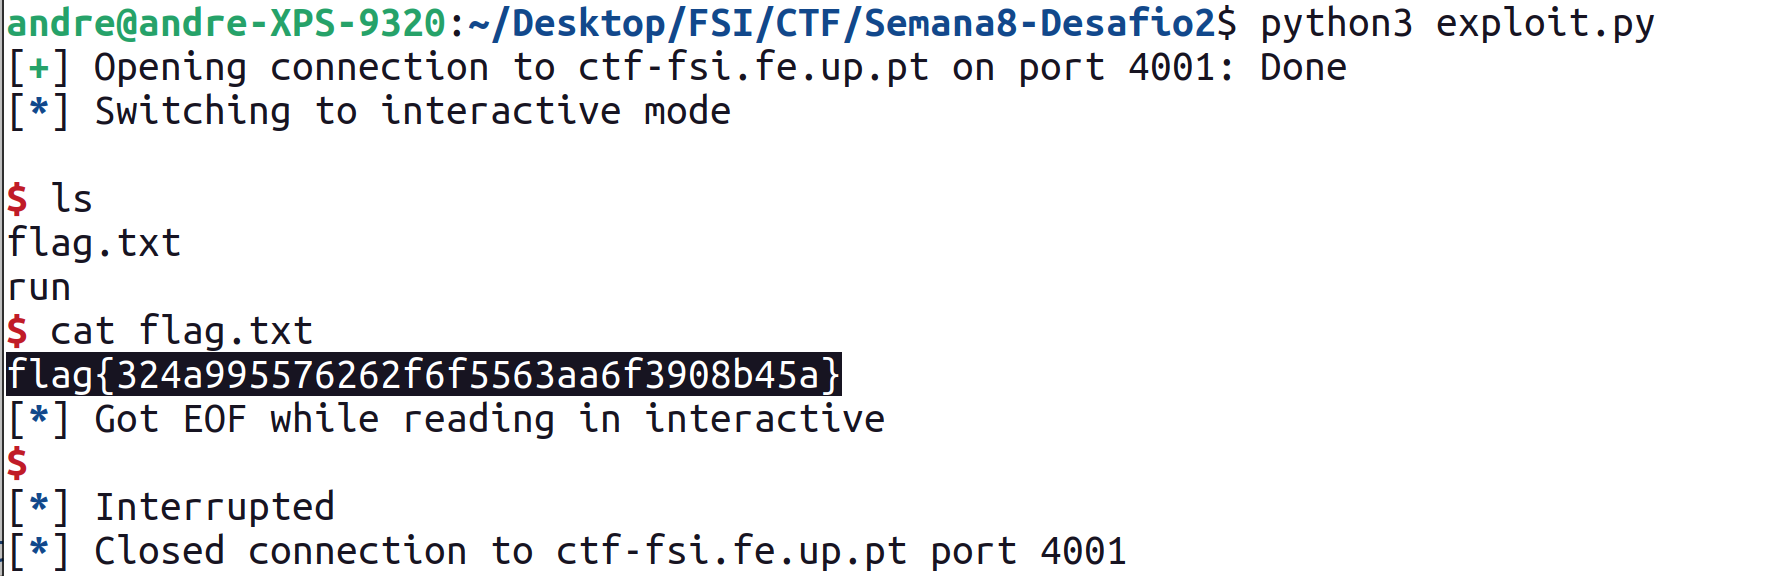 andre@andre-XPS-9320:~/Desktop/FSI/CTF/Semana8-Desafio2$ python3 exploit.py
[+] Opening connection to ctf-fsi.fe.up.pt on port 4001: Done
[*] Switching to interactive mode
$ ls
flag.txt
run
$ cat flag.txt
flag{324a995576262f6f5563aa6f3908b45a}
[*] Got EOF while reading in interactive
$
[*] Interrupted
[*] Closed connection to ctf-fsi.fe.up.pt port 4001